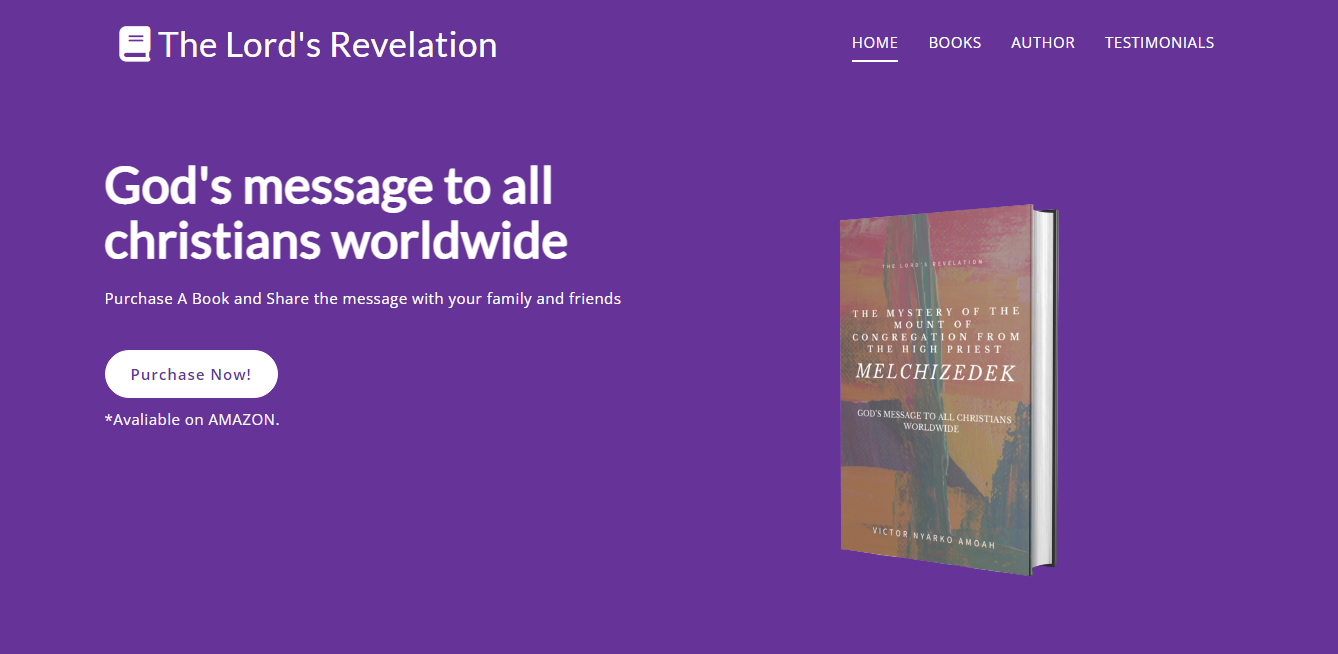 The Lord's Revelation
HOME BOOKS AUTHOR TESTIMONIALS
God's message to all
christians worldwide
Purchase A Book and Share the message with your family and friends
Purchase Now!
*Avaliable on AMAZON.
THE LORD'S REVELATION
THE MYSTERY OF THE
MOUNT OF
CONGREGATION FROM
THE HIGH PRIEST
MELCHIZEDEK
GOD'S MESSAGE TO ALL CHRISTIANS
WORLDWIDE
VICTOR NYARKO AMOAH